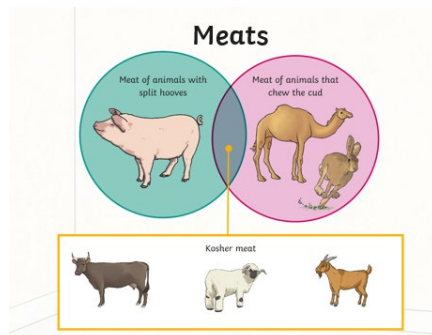 Meats
Meat of animals with
split hooves
Meat of animals that
chew the cud
Kosher meat